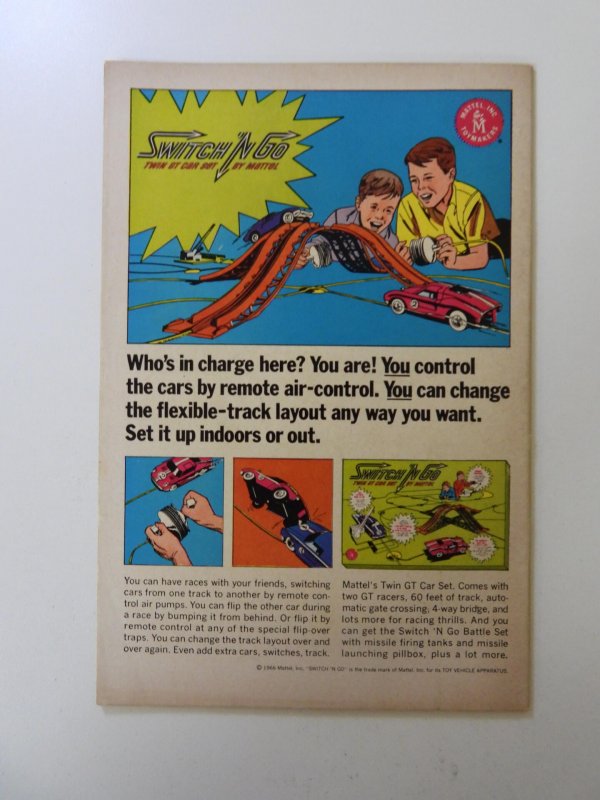 SWITCH 'N GO
TWIN GT CAR SET BY MATTEL
MATTEL, INC.
M
TOYMAKERS
2
Who's in charge here? You are! You control
the cars by remote air-control. You can change
the flexible-track layout any way you want.
Set it up indoors or out.
SWITCH 'N GO
TWIN GT CAR SET BY MATTEL
You can have races with your friends, switching
cars from one track to another by remote con-
trol air pumps. You can flip the other car during
a race by bumping it from behind. Or flip it by
remote control at any of the special flip-over
traps. You can change the track layout over and
over again. Even add extra cars, switches, track.
Mattel's Twin GT Car Set. Comes with
two GT racers, 60 feet of track, auto-
matic gate crossing, 4-way bridge, and
lots more for racing thrills. And you
can get the Switch 'N Go Battle Set
with missile firing tanks and missile
launching pillbox, plus a lot more.
© 1966 Mattel, Inc. "SWITCH 'N GO" is the trade mark of Mattel, Inc. for its TOY VEHICLE APPARATUS.